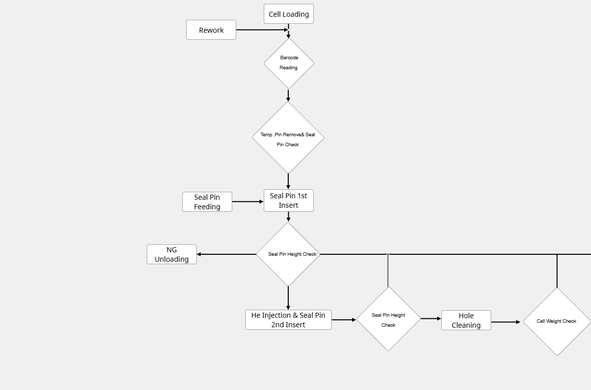 Cell Loading
Rework
Barcode
Reading
Temp .Pin Remove& Seal
Pin Check
Seal Pin
Feeding
Seal Pin 1st
Insert
NG
Unloading
Seal Pin Height Check
He Injection & Seal Pin
2nd Insert
Seal Pin Height
Check
Hole
Cleaning
Cell Weight Check